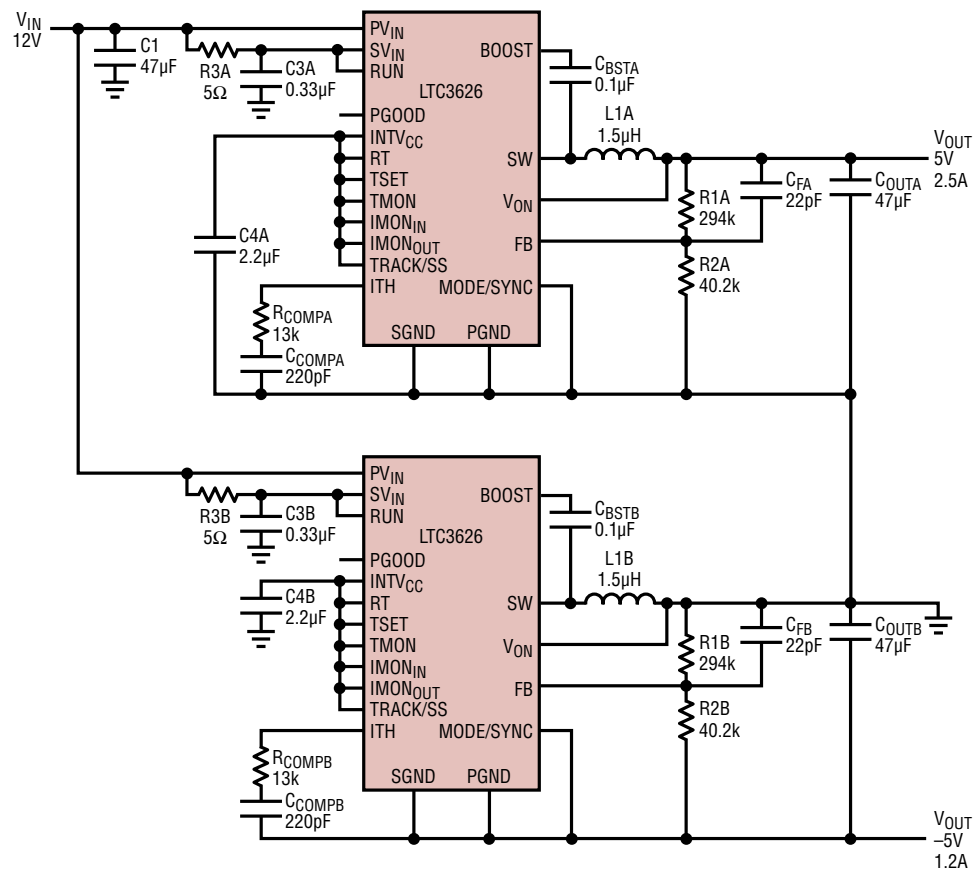 VIN
12V
C1
47µF
R3A
5Ω
C3A
0.33µF
PVIN
SVIN
RUN
PGOOD
INTVCC
RT
TSET
TMON
IMONIN
IMONOUT
TRACK/SS
ITH
LTC3626
BOOST
SW
VON
FB
MODE/SYNC
SGND PGND
C4A
2.2µF
RCOMPA
13k
CCOMPA
220pF
CBSTA
0.1µF
L1A
1.5µH
R1A
294k
R2A
40.2k
CFA
22pF
COUTA
47µF
VOUT
5V
2.5A
R3B
5Ω
C3B
0.33µF
PVIN
SVIN
RUN
PGOOD
INTVCC
RT
TSET
TMON
IMONIN
IMONOUT
TRACK/SS
ITH
LTC3626
BOOST
SW
VON
FB
MODE/SYNC
SGND PGND
C4B
2.2µF
RCOMPB
13k
CCOMPB
220pF
CBSTB
0.1µF
L1B
1.5µH
R1B
294k
R2B
40.2k
CFB
22pF
COUTB
47µF
VOUT
–5V
1.2A